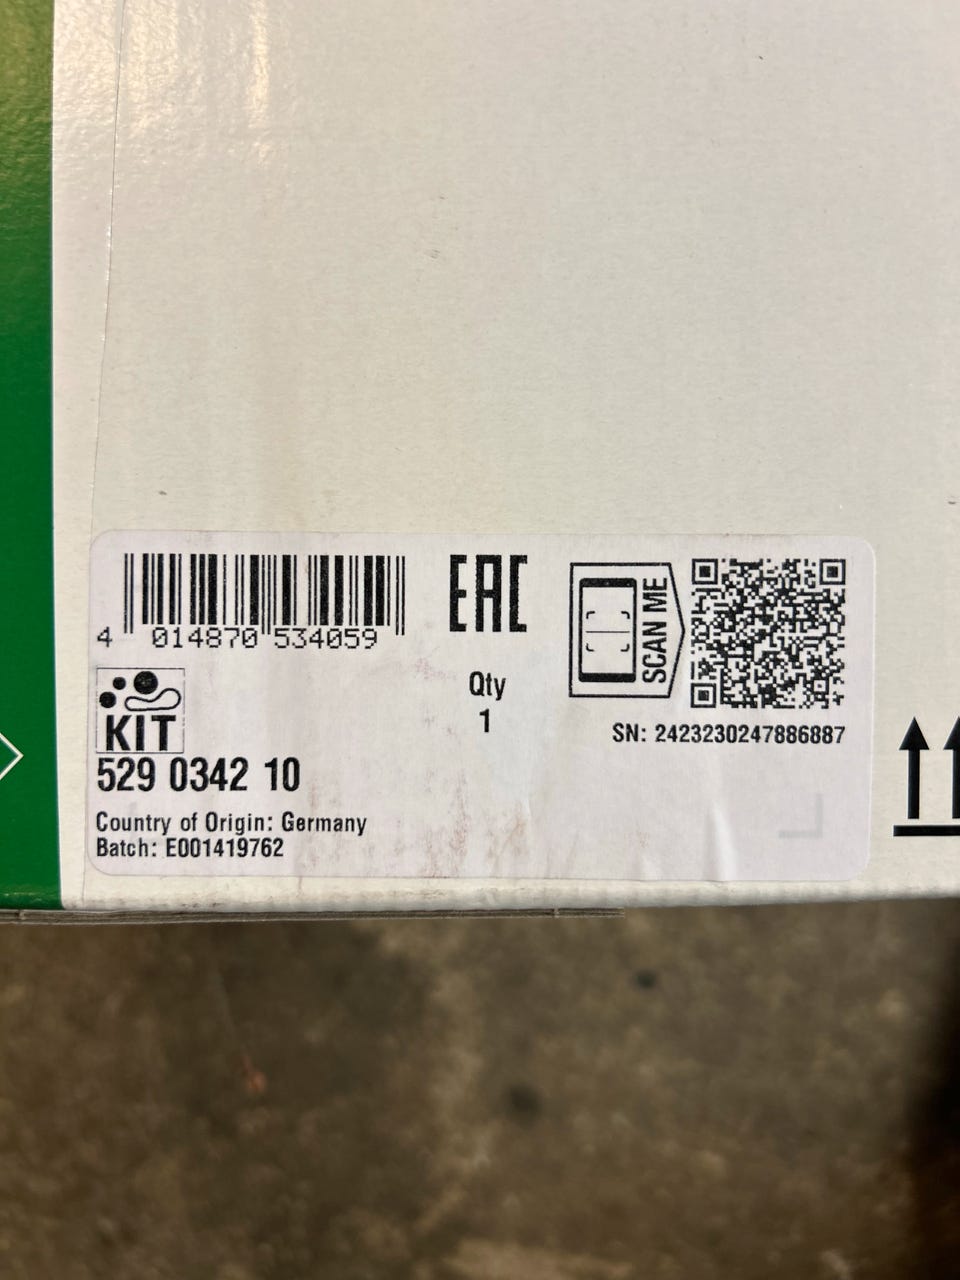 4 014870 534059
EAC
SCAN ME
KIT
Qty
1
SN: 2423230247886887
529 0342 10
Country of Origin: Germany
Batch: E001419762